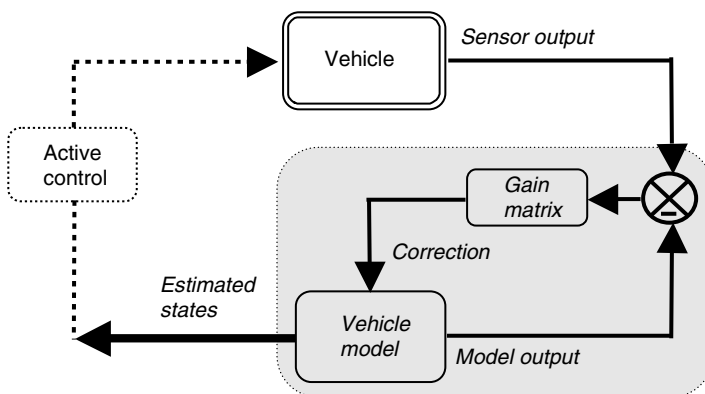 Sensor output
Vehicle
Active
control
Gain
matrix
Correction
Estimated
states
Vehicle
model
Model output